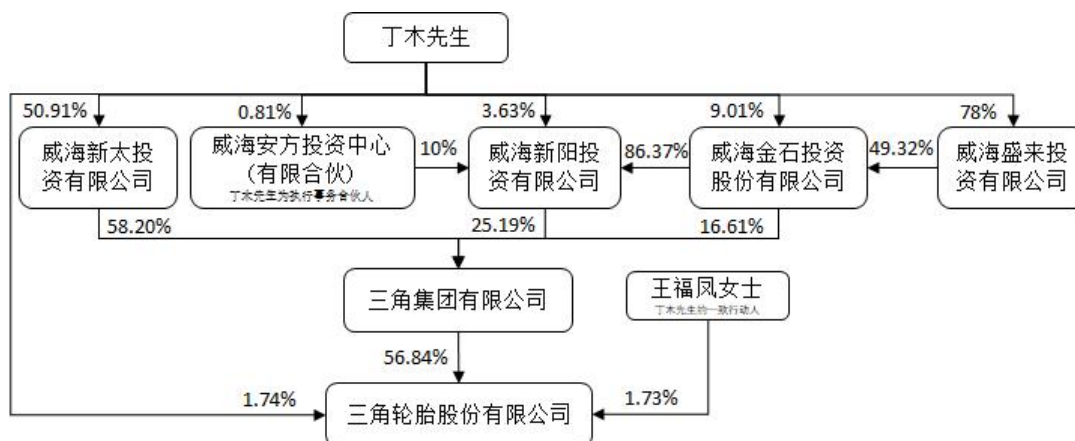 丁木先生
50.91%
0.81%
3.63%
9.01%
78%
威海新太投
资有限公司
威海安方投资中心
(有限合伙)
丁木先生为执行事务合伙人
10%
威海新阳投
资有限公司
86.37%
威海金石投资
股份有限公司
49.32%
威海盛来投
资有限公司
58.20%
25.19%
16.61%
三角集团有限公司
王福凤女士
丁木先生的一致行动人
56.84%
1.74%
三角轮胎股份有限公司
1.73%